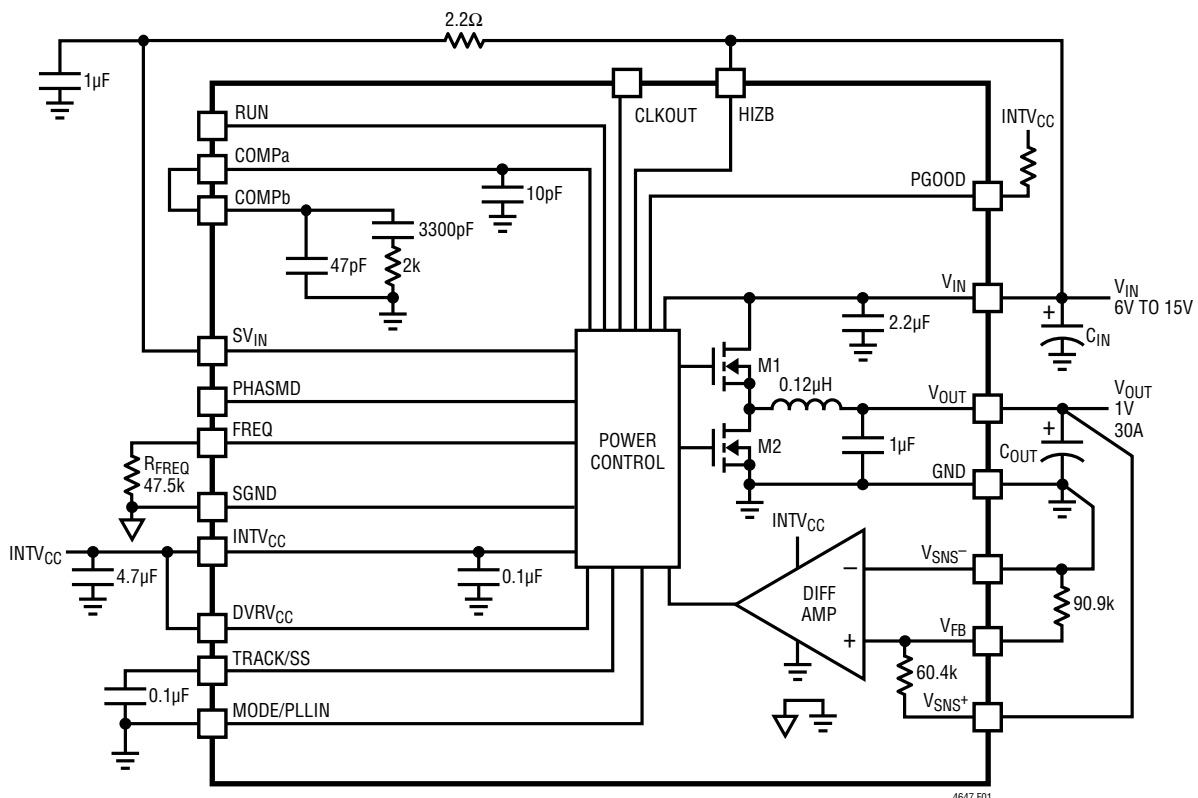 2.2Ω
1µF
RUN
CLKOUT
HIZB
INTVCC
COMPa
10pF
PGOOD
COMPb
3300pF
47pF
2k
VIN
VIN
6V TO 15V
2.2µF
CIN
SVIN
M1
0.12µH
PHASMD
VOUT
VOUT
1V
30A
FREQ
POWER
CONTROL
M2
1µF
COUT
RFREQ
47.5k
GND
SGND
INTVCC
INTVCC
INTVCC
4.7µF
0.1µF
VSNS–
–
DIFF
AMP
90.9k
DVRVCC
VFB
+
TRACK/SS
60.4k
0.1µF
VSNS+
MODE/PLLIN
+
+
4647 F01